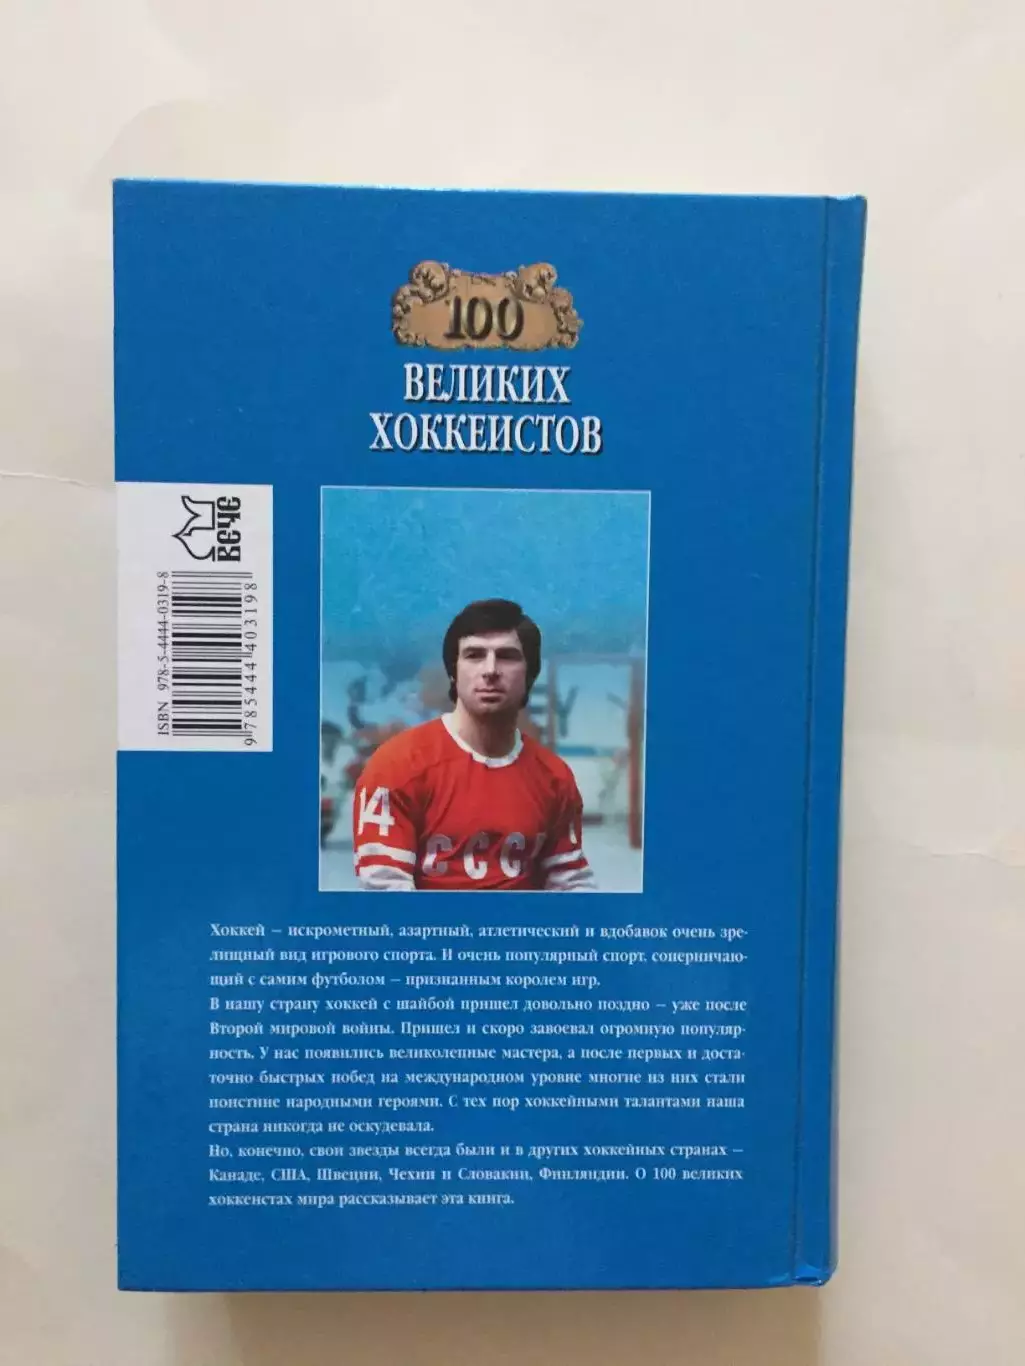 100
ВЕЛИКИХ
ХОККЕИСТОВ
вече
ISBN 978-5-4444-0319-8
9 785444 403198
14
СССР
Хоккей – искрометный, азартный, атлетический и вдобавок очень зре-
лищный вид игрового спорта. И очень популярный спорт, соперничаю-
щий с самим футболом – признанным королем игр.
В нашу страну хоккей с шайбой пришел довольно поздно – уже после
Второй мировой войны. Пришел и скоро завоевал огромную популяр-
ность. У нас появились великолепные мастера, а после первых и доста-
точно быстрых побед на международном уровне многие из них стали
поистине народными героями. С тех пор хоккейными талантами наша
страна никогда не оскудевала.
Но, конечно, свои звезды всегда были и в других хоккейных странах –
Канаде, США, Швеции, Чехии и Словакии, Финляндии. О 100 великих
хоккеистах мира рассказывает эта книга.